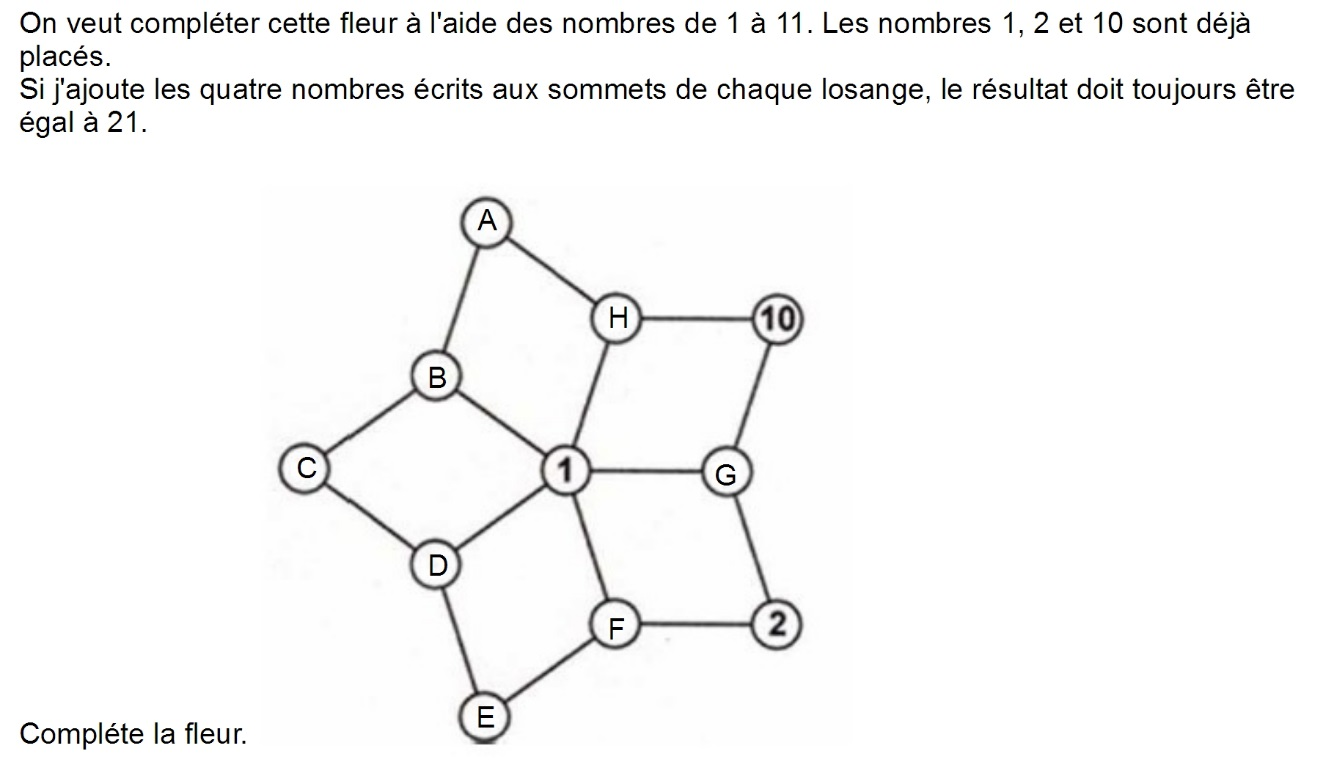 On veut compléter cette fleur à l'aide des nombres de 1 à 11. Les nombres 1, 2 et 10 sont déjà
placés.
Si j'ajoute les quatre nombres écrits aux sommets de chaque losange, le résultat doit toujours être
égal à 21.
A
H
10
B
C
1
G
D
F
2
E
Compléte la fleur.